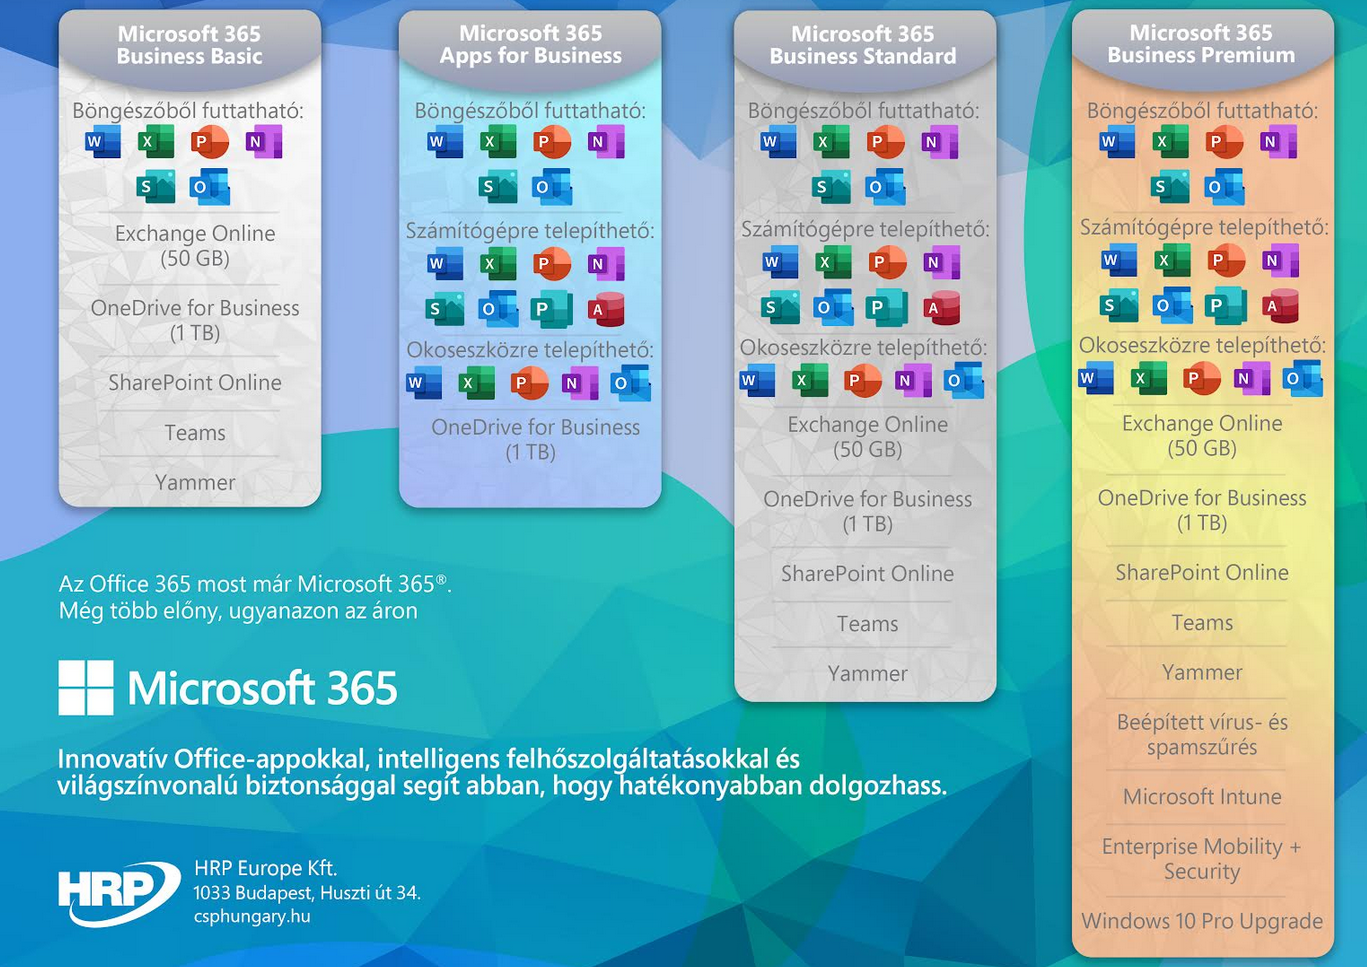 Microsoft 365
Business Basic
Böngészőből futtatható:
W X P N
S O
Exchange Online
(50 GB)
OneDrive for Business
(1 TB)
SharePoint Online
Teams
Yammer
Microsoft 365
Apps for Business
Böngészőből futtatható:
W X P N
S O
Számítógépre telepíthető:
W X P N
S O P A
Okoseszközre telepíthető:
W X P N O
OneDrive for Business
(1 TB)
Microsoft 365
Business Standard
Böngészőből futtatható:
W X P N
S O
Számítógépre telepíthető:
W X P N
S O P A
Okoseszközre telepíthető:
W X P N O
Exchange Online
(50 GB)
OneDrive for Business
(1 TB)
SharePoint Online
Teams
Yammer
Microsoft 365
Business Premium
Böngészőből futtatható:
W X P N
S O
Számítógépre telepíthető:
W X P N
S O P A
Okoseszközre telepíthető:
W X P N O
Exchange Online
(50 GB)
OneDrive for Business
(1 TB)
SharePoint Online
Teams
Yammer
Beépített vírus- és
spamszűrés
Microsoft Intune
Enterprise Mobility +
Security
Windows 10 Pro Upgrade
Az Office 365 most már Microsoft 365®.
Még több előny, ugyanazon az áron
Microsoft 365
Innovatív Office-appokkal, intelligens felhőszolgáltatásokkal és
világszínvonalú biztonsággal segít abban, hogy hatékonyabban dolgozhass.
HRP
HRP Europe Kft.
1033 Budapest, Huszti út 34.
csphungary.hu